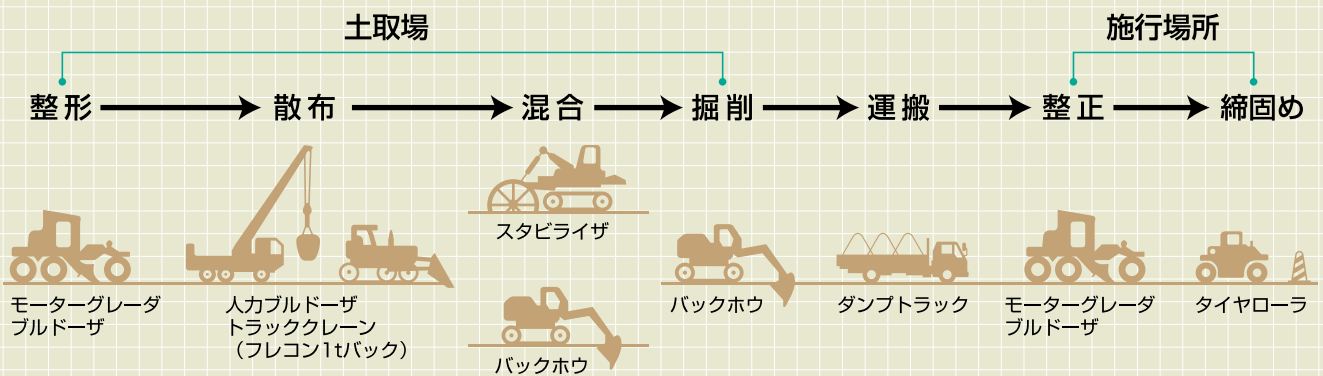 土取場
施行場所
整形
散布
混合
掘削
運搬
整正
締固め
モーターグレーダ
ブルドーザ
人力ブルドーザ
トラッククレーン
（フレコン1tバック）
スタビライザ
バックホウ
バックホウ
ダンプトラック
モーターグレーダ
ブルドーザ
タイヤローラ